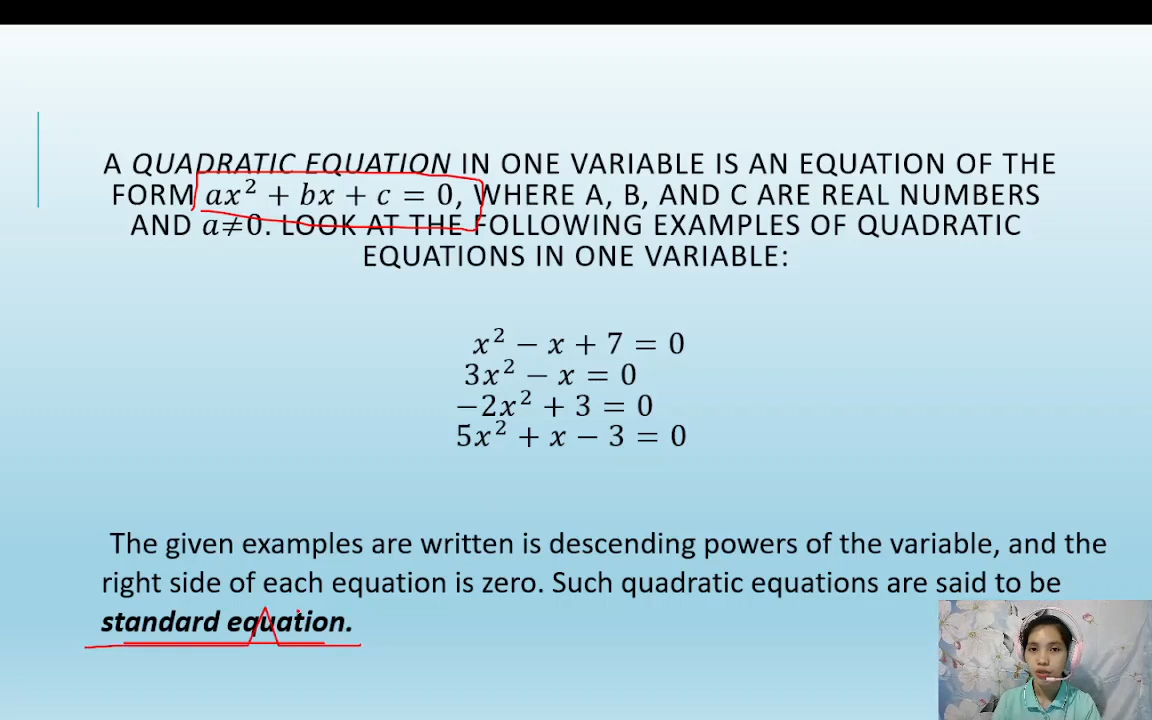 A QUADRATIC EQUATION IN ONE VARIABLE IS AN EQUATION OF THE
FORM ax² + bx + c = 0, WHERE A, B, AND C ARE REAL NUMBERS
AND a≠0. LOOK AT THE FOLLOWING EXAMPLES OF QUADRATIC
EQUATIONS IN ONE VARIABLE:
x² − x + 7 = 0
3x² − x = 0
−2x² + 3 = 0
5x² + x − 3 = 0
The given examples are written is descending powers of the variable, and the
right side of each equation is zero. Such quadratic equations are said to be
standard equation.